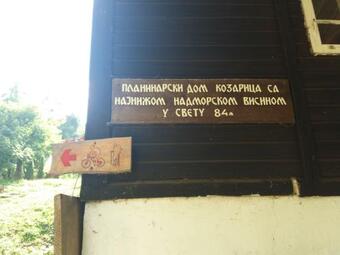 ПЛАНИНАРСКИ ДОМ КОЗАРИЦА СА
НАЈНИЖОМ НАДМОРСКОМ ВИСИНОМ
У СВЕТУ 84м